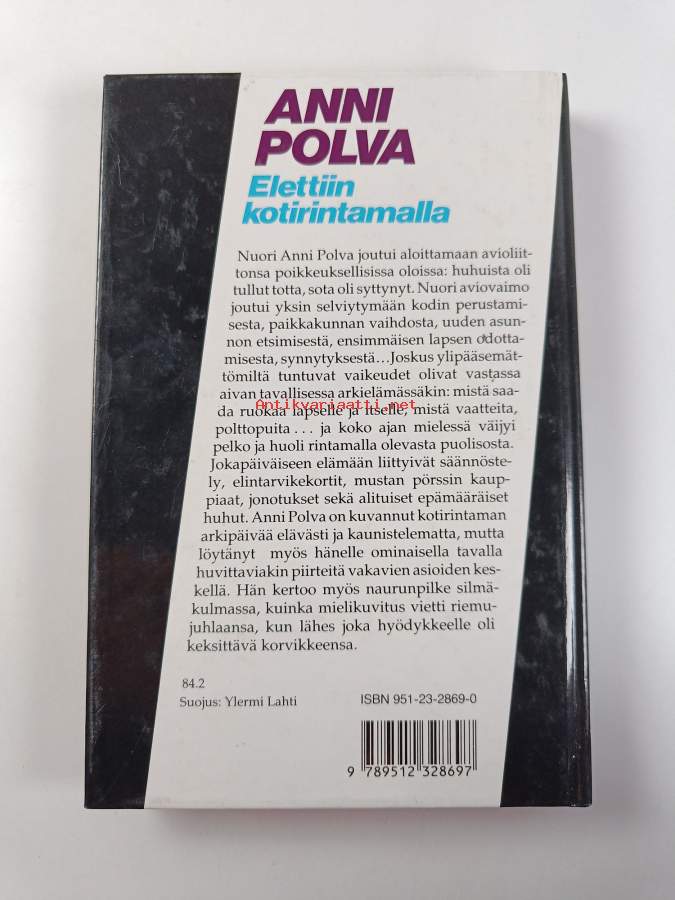 ANNI
POLVA
Elettiin
kotirintamalla
Nuori Anni Polva joutui aloittamaan avioliit-
tonsa poikkeuksellisissa oloissa: huhuista oli
tullut totta, sota oli syttynyt. Nuori aviovaimo
joutui yksin selviytymään kodin perustami-
sesta, paikkakunnan vaihdosta, uuden asun-
non etsimisestä, ensimmäisen lapsen odotta-
misesta, synnytyksestä...Joskus ylipääsemät-
tömiltä tuntuvat vaikeudet olivat vastassa
aivan tavallisessa arkielämässäkin: mistä saa-
da ruokaa lapselle ja itselle, mistä vaatteita,
Antikvariaatti.net
polttopuita . . . ja koko ajan mielessä väijyi
pelko ja huoli rintamalla olevasta puolisosta.
Jokapäiväiseen elämään liittyivät säännöste-
ly, elintarvikekortit, mustan pörssin kaup-
piaat, jonotukset sekä alituiset epämääräiset
huhut. Anni Polva on kuvannut kotirintaman
arkipäivää elävästi ja kaunistelematta, mutta
löytänyt myös hänelle ominaisella tavalla
huvittaviakin piirteitä vakavien asioiden kes-
kellä. Hän kertoo myös naurunpilke silmä-
kulmassa, kuinka mielikuvitus vietti riemu-
juhlaansa, kun lähes joka hyödykkeelle oli
keksittävä korvikkeensa.
84.2
Suojus: Ylermi Lahti
ISBN 951-23-2869-0
9 789512 328697